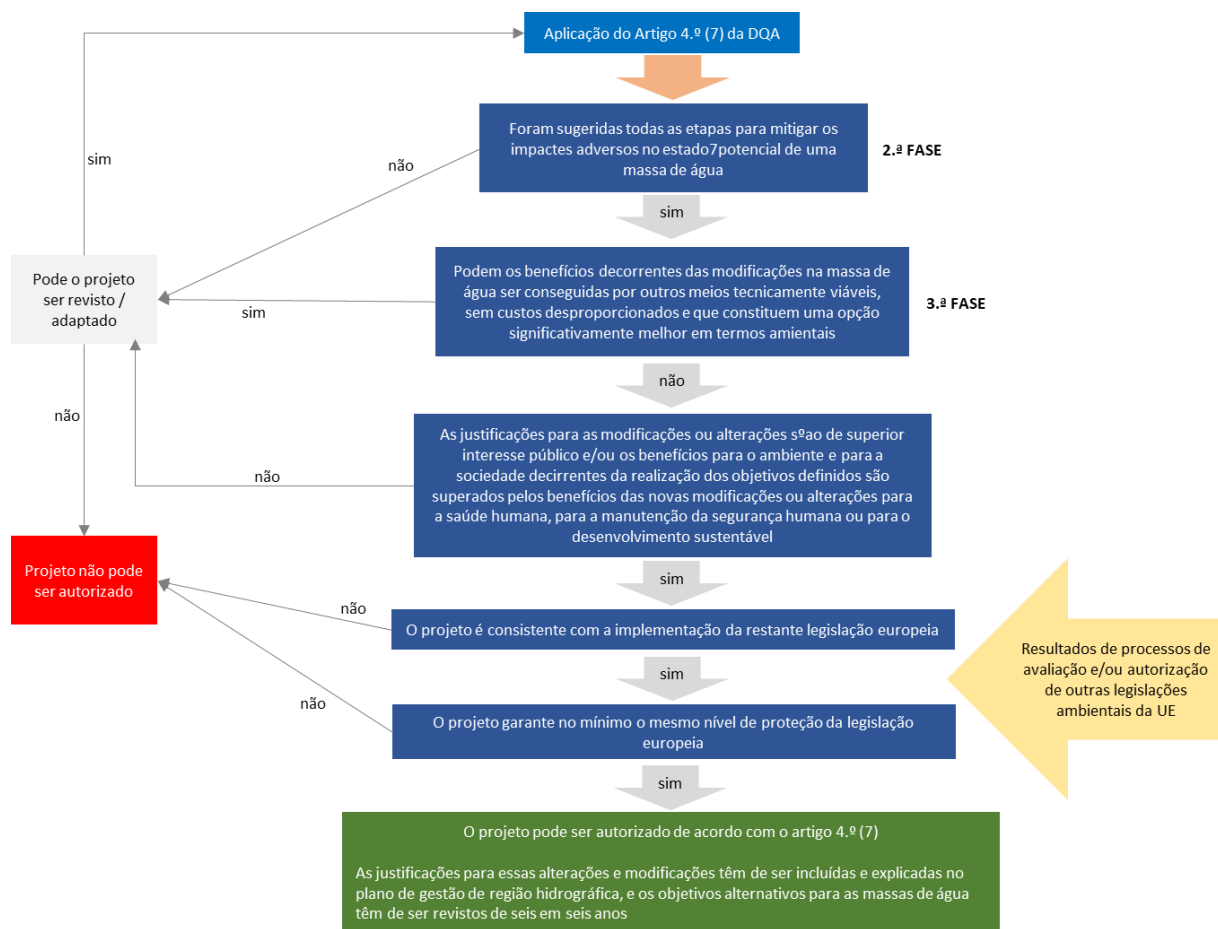 Aplicação do Artigo 4.º (7) da DQA
Foram sugeridas todas as etapas para mitigar os
impactes adversos no estado7potencial de uma
massa de água
2.ª FASE
sim
não
sim
Pode o projeto
ser revisto /
adaptado
Podem os benefícios decorrentes das modificações na massa de
água ser conseguidas por outros meios tecnicamente viáveis,
sem custos desproporcionados e que constituem uma opção
significativamente melhor em termos amientais
3.ª FASE
sim
não
não
As justificações para as modificações ou alterações sºao de superior
interesse público e/ou os benefícios para o ambiente e para a
sociedade decirrentes da realização dos objetivos definidos são
superados pelos benefícios das novas modificações ou alterações para
a saúde humana, para a manutenção da segurança humana ou para o
desenvolvimento sustentável
não
Projeto não pode
ser autorizado
sim
não
O projeto é consistente com a implementação da restante legislação europeia
Resultados de processos de
avaliação e/ou autorização
de outras legislações
ambientais da UE
sim
não
O projeto garante no mínimo o mesmo nível de proteção da legislação
europeia
sim
O projeto pode ser autorizado de acordo com o artigo 4.º (7)
As justificações para essas alterações e modificações têm de ser incluídas e explicadas no
plano de gestão de região hidrográfica, e os objetivos alternativos para as massas de água
têm de ser revistos de seis em seis anos